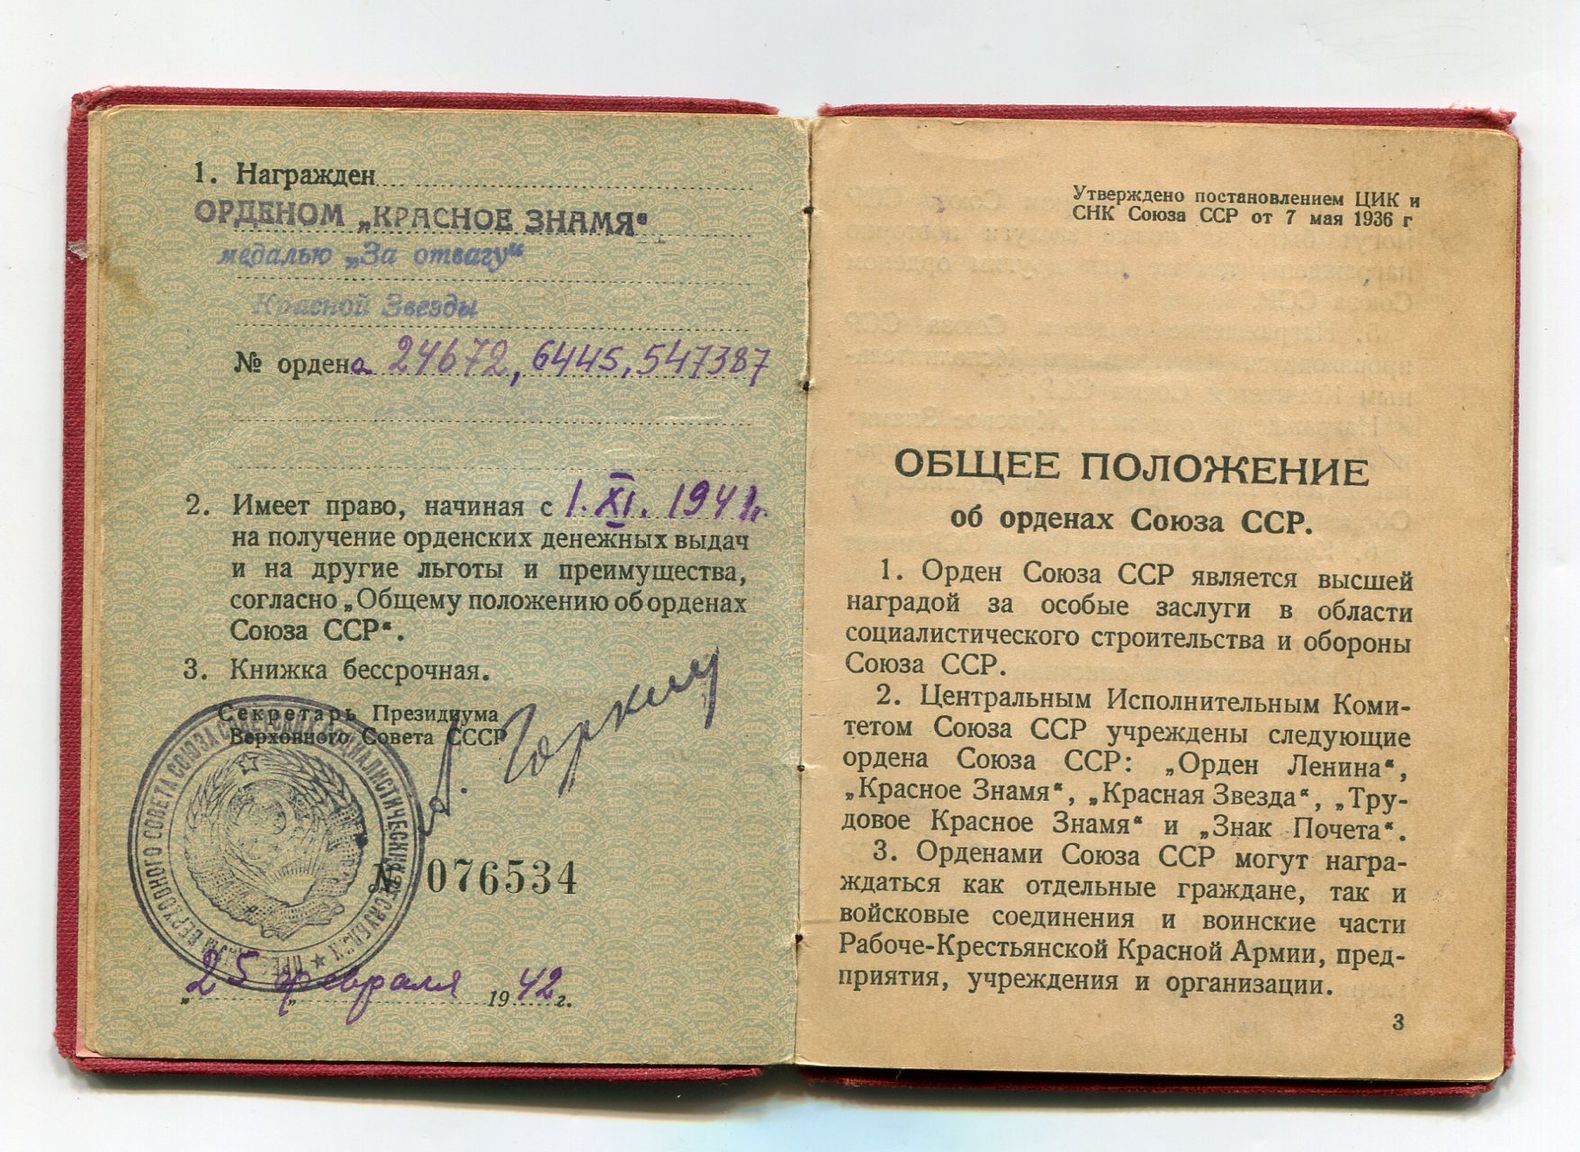 1. Награжден
ОРДЕНОМ „КРАСНОЕ ЗНАМЯ"
медалью „За отвагу"
Красной Звезды
№ ордена 24672, 6445, 547387
2. Имеет право, начиная с 1. XI. 1941г.
на получение орденских денежных выдач
и на другие льготы и преимущества,
согласно „Общему положению об орденах
Союза ССР".
3. Книжка бессрочная.
Секретарь Президиума
Верховного Совета СССР
А. Горкин
№ 076534
„25" февраля 1942 г.
Утверждено постановлением ЦИК и
СНК Союза ССР от 7 мая 1936 г
ОБЩЕЕ ПОЛОЖЕНИЕ
об орденах Союза ССР.
1. Орден Союза ССР является высшей
наградой за особые заслуги в области
социалистического строительства и обороны
Союза ССР.
2. Центральным Исполнительным Коми-
тетом Союза ССР учреждены следующие
ордена Союза ССР: „Орден Ленина",
„Красное Знамя", „Красная Звезда", „Тру-
довое Красное Знамя" и „Знак Почета".
3. Орденами Союза ССР могут награ-
ждаться как отдельные граждане, так и
войсковые соединения и воинские части
Рабоче-Крестьянской Красной Армии, пред-
приятия, учреждения и организации.
3